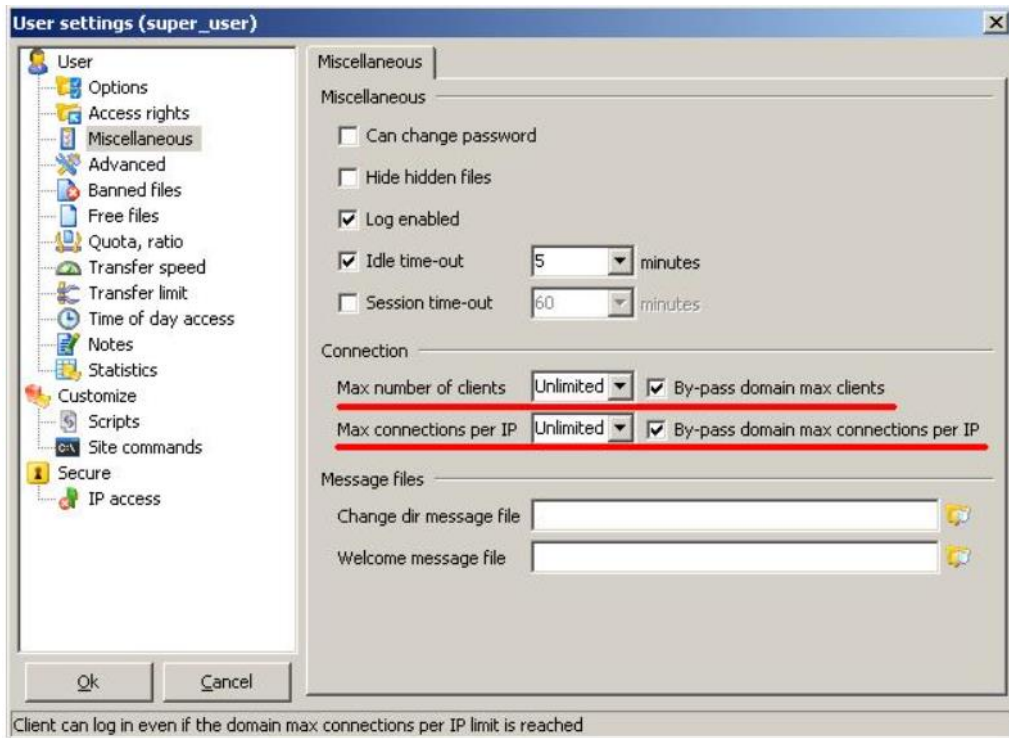 User settings (super_user)
User
Options
Access rights
Miscellaneous
Advanced
Banned files
Free files
Quota, ratio
Transfer speed
Transfer limit
Time of day access
Notes
Statistics
Customize
Scripts
Site commands
Secure
IP access
Ok Cancel
Miscellaneous
Miscellaneous
Can change password
Hide hidden files
Log enabled
Idle time-out 5 minutes
Session time-out 60 minutes
Connection
Max number of clients Unlimited By-pass domain max clients
Max connections per IP Unlimited By-pass domain max connections per IP
Message files
Change dir message file
Welcome message file
Client can log in even if the domain max connections per IP limit is reached